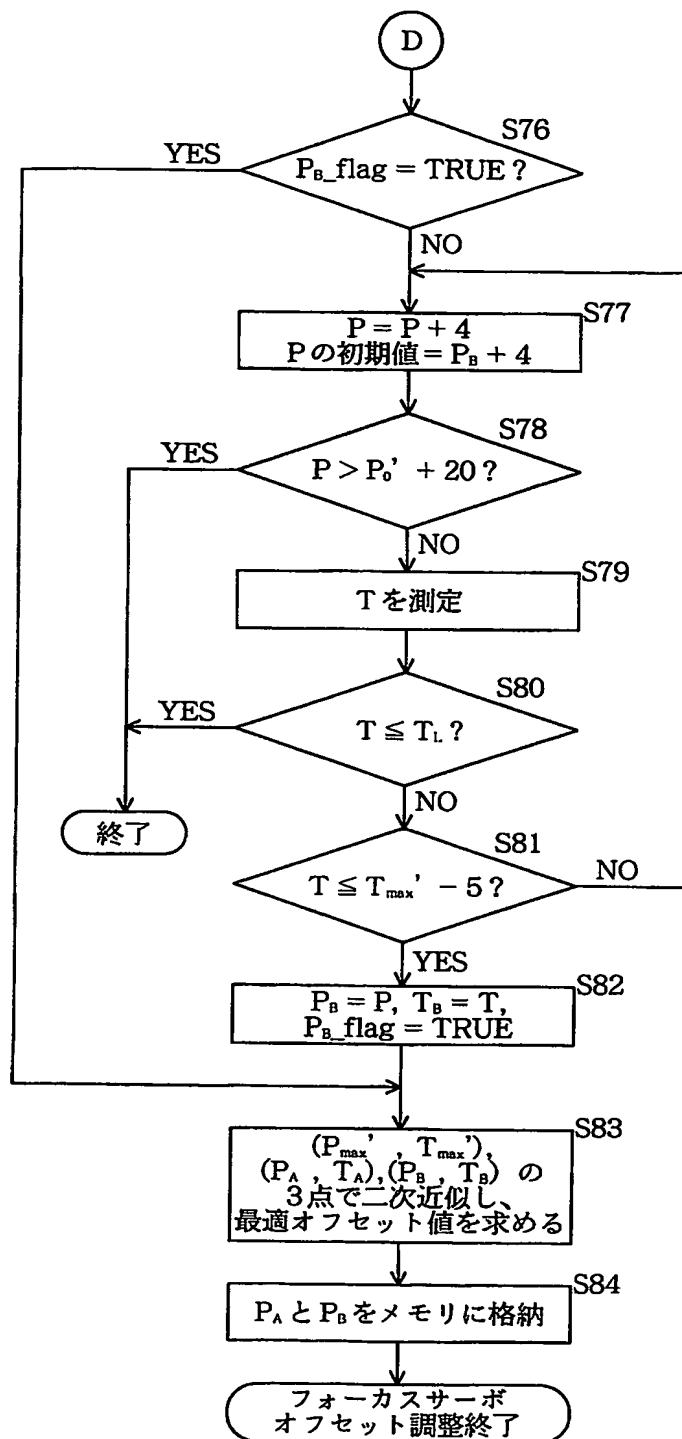 D
S76
YES
P_B_flag = TRUE ?
NO
S77
P = P + 4
Pの初期値 = P_B + 4
S78
YES
P > P_0' + 20 ?
NO
S79
Tを測定
S80
YES
T ≦ T_L ?
NO
終了
S81
T ≦ T_max' − 5 ?
NO
YES
S82
P_B = P, T_B = T,
P_B_flag = TRUE
S83
(P_max' , T_max'),
(P_A , T_A),(P_B , T_B) の
3点で二次近似し、
最適オフセット値を求める
S84
P_AとP_Bをメモリに格納
フォーカスサーボ
オフセット調整終了